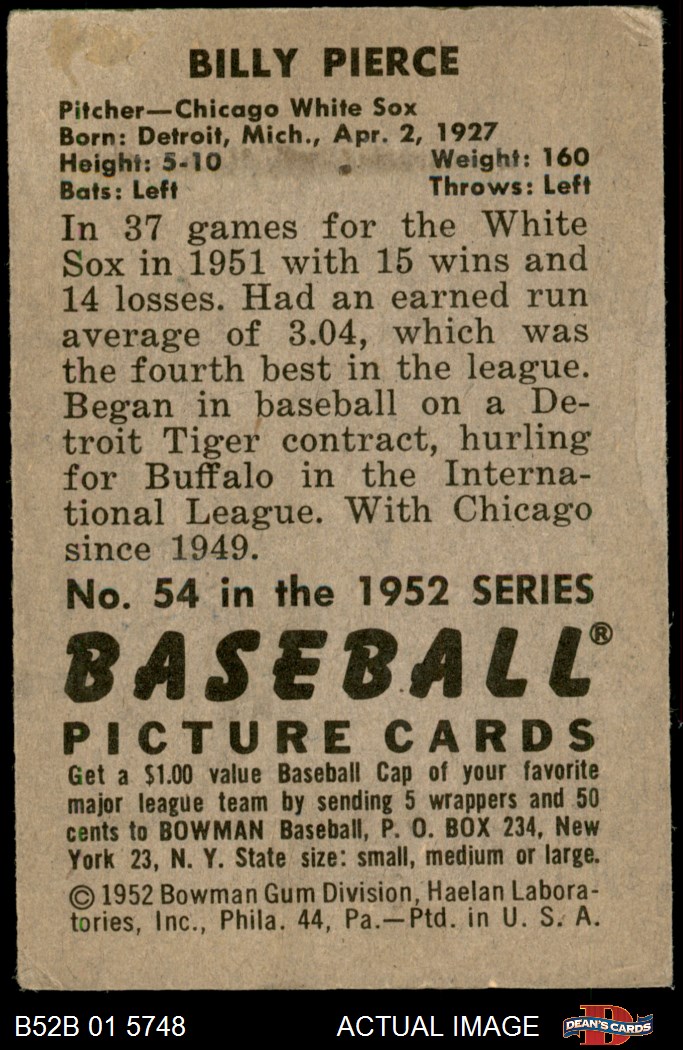 BILLY PIERCE
Pitcher—Chicago White Sox
Born: Detroit, Mich., Apr. 2, 1927
Height: 5-10 Weight: 160
Bats: Left Throws: Left
In 37 games for the White
Sox in 1951 with 15 wins and
14 losses. Had an earned run
average of 3.04, which was
the fourth best in the league.
Began in baseball on a De-
troit Tiger contract, hurling
for Buffalo in the Interna-
tional League. With Chicago
since 1949.
No. 54 in the 1952 SERIES
BASEBALL®
PICTURE CARDS
Get a $1.00 value Baseball Cap of your favorite
major league team by sending 5 wrappers and 50
cents to BOWMAN Baseball, P. O. BOX 234, New
York 23, N. Y. State size: small, medium or large.
© 1952 Bowman Gum Division, Haelan Labora-
tories, Inc., Phila. 44, Pa.—Ptd. in U. S. A.
B52B 01 5748 ACTUAL IMAGE D DEAN'S CARDS